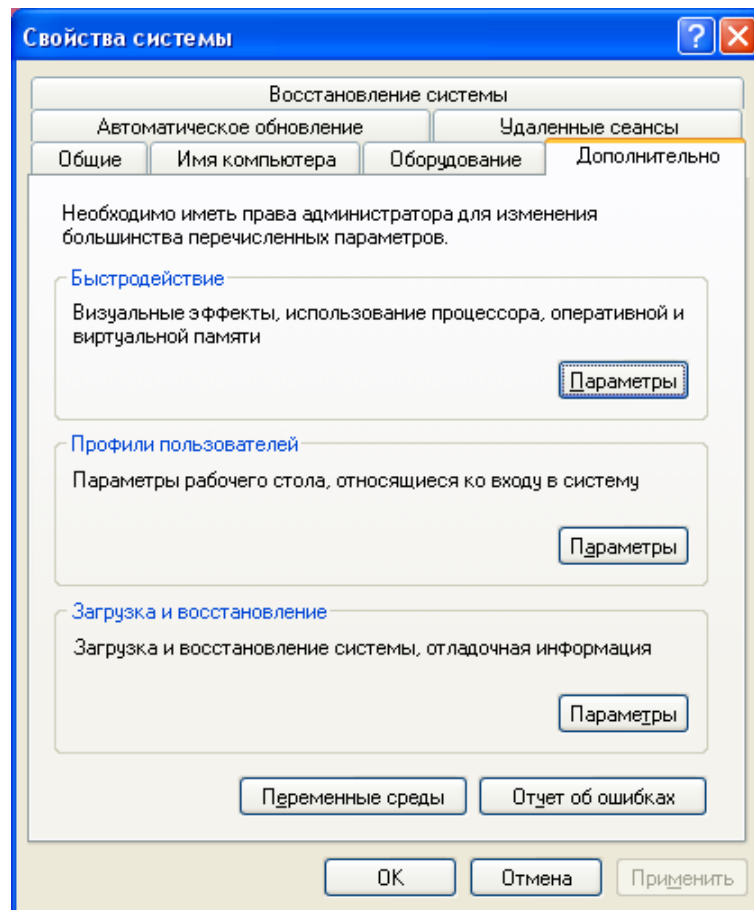 Свойства системы
Восстановление системы
Автоматическое обновление Удаленные сеансы
Общие Имя компьютера Оборудование Дополнительно
Необходимо иметь права администратора для изменения
большинства перечисленных параметров.
Быстродействие
Визуальные эффекты, использование процессора, оперативной и
виртуальной памяти
Параметры
Профили пользователей
Параметры рабочего стола, относящиеся ко входу в систему
Параметры
Загрузка и восстановление
Загрузка и восстановление системы, отладочная информация
Параметры
Переменные среды Отчет об ошибках
ОК Отмена Применить